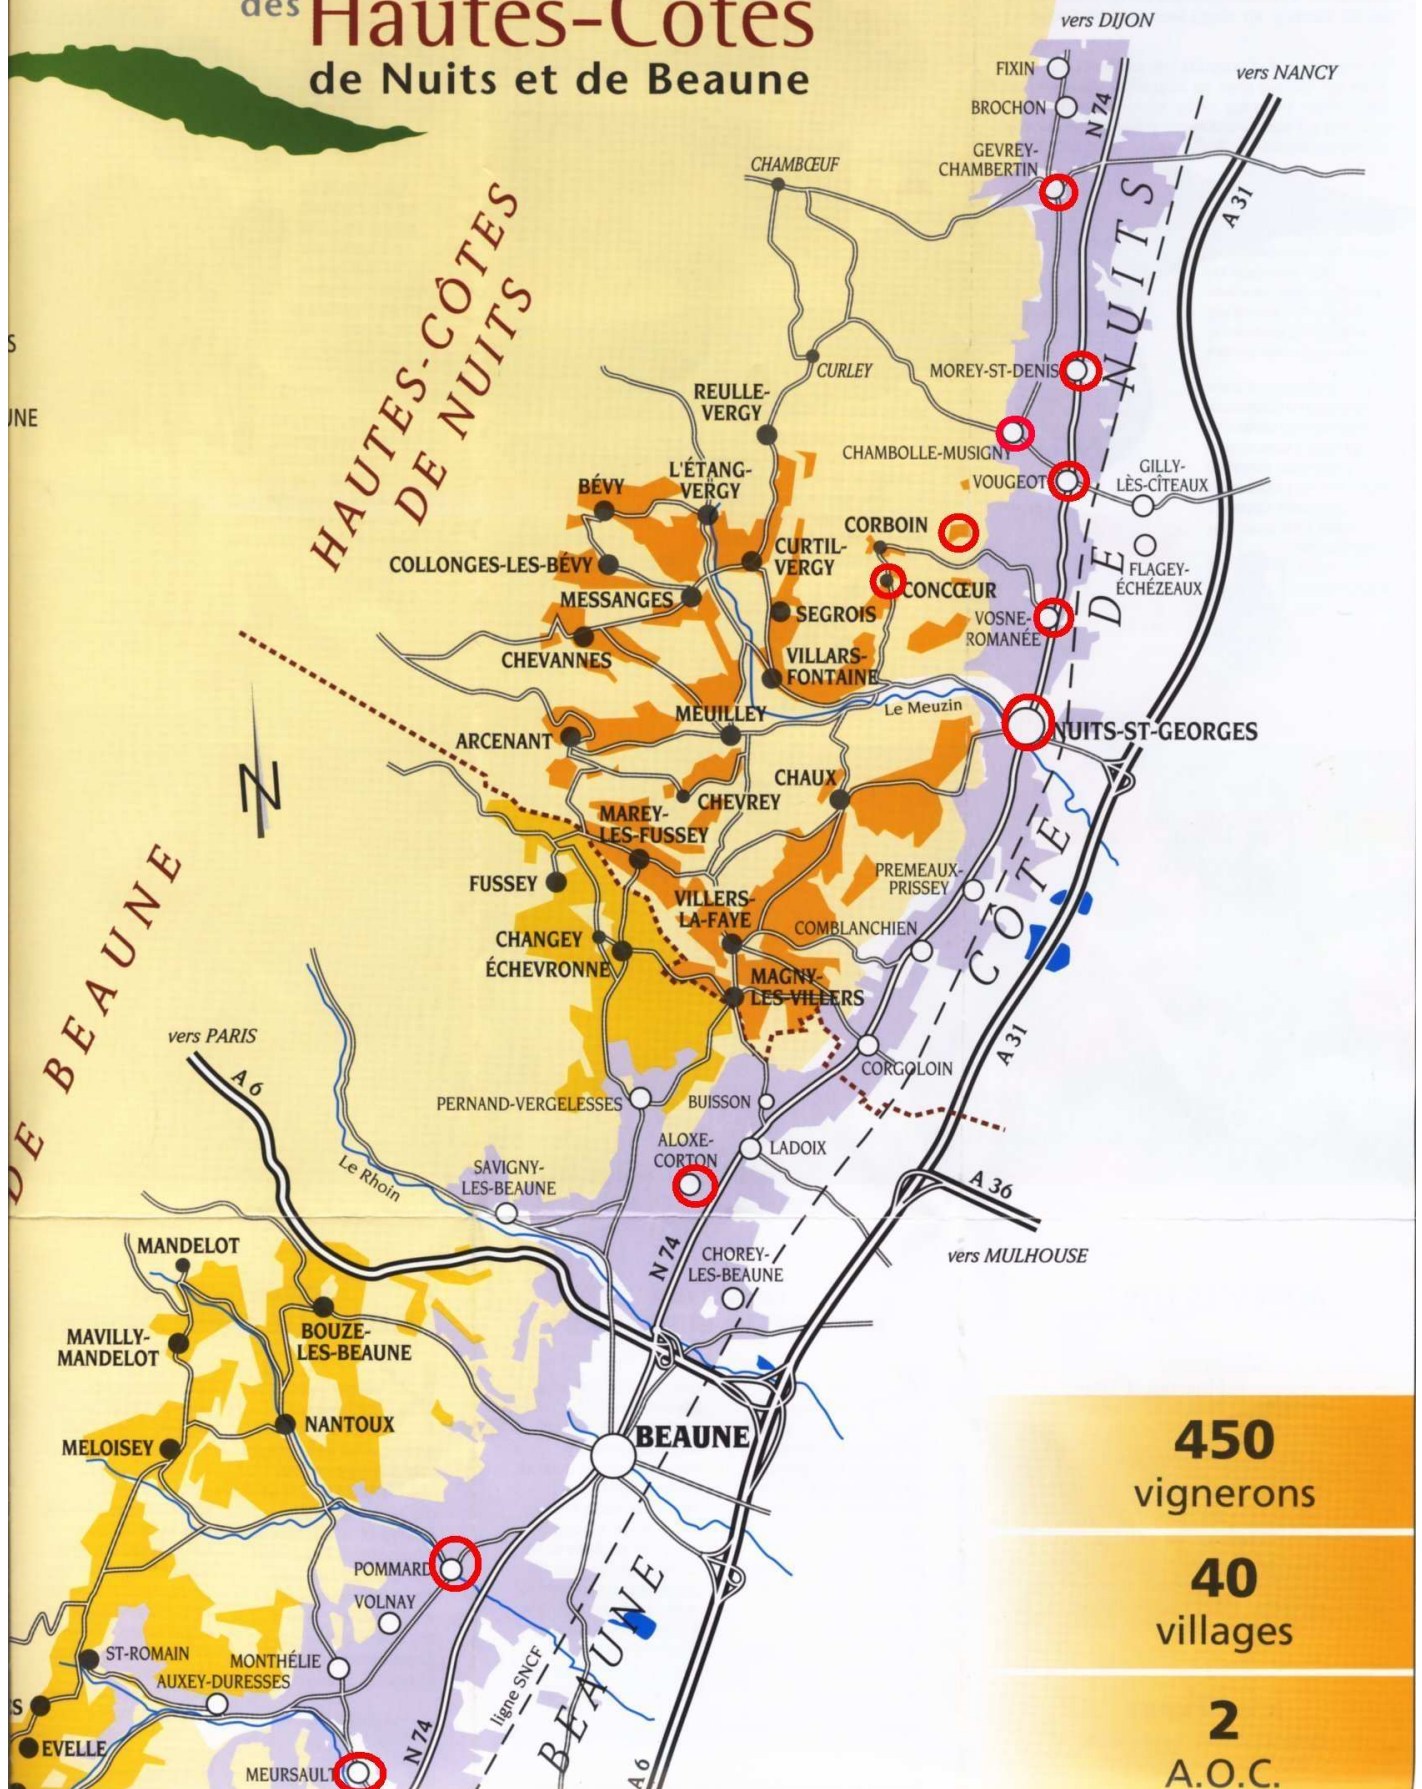 des Hautes-Côtes
de Nuits et de Beaune
vers DIJON
vers NANCY
FIXIN
BROCHON
N 74
GEVREY-
CHAMBERTIN
CHAMBŒUF
A 31
HAUTES-CÔTES
DE NUITS
CÔTE DE NUITS
S
UNE
CURLEY
MOREY-ST-DENIS
REULLE-
VERGY
CHAMBOLLE-MUSIGNY
VOUGEOT
GILLY-
LÈS-CÎTEAUX
L'ÉTANG-
VERGY
BÉVY
CORBOIN
CURTIL-
VERGY
FLAGEY-
ÉCHÉZEAUX
COLLONGES-LES-BÉVY
CONCŒUR
MESSANGES
SEGROIS
VOSNE-
ROMANÉE
CHEVANNES
VILLARS-
FONTAINE
Le Meuzin
MEUILLEY
NUITS-ST-GEORGES
ARCENANT
CHAUX
CHEVREY
N
MAREY-
LES-FUSSEY
PREMEAUX-
PRISSEY
FUSSEY
VILLERS-
LA-FAYE
COMBLANCHIEN
CHANGEY
ÉCHEVRONNE
MAGNY-
LES-VILLERS
DE BEAUNE
vers PARIS
A 6
A 31
CORGOLOIN
PERNAND-VERGELESSES
BUISSON
ALOXE-
CORTON
LADOIX
Le Rhoin
SAVIGNY-
LES-BEAUNE
A 36
vers MULHOUSE
MANDELOT
N 74
CHOREY-
LES-BEAUNE
MAVILLY-
MANDELOT
BOUZE-
LES-BEAUNE
NANTOUX
MELOISEY
BEAUNE
450
vignerons
40
villages
2
A.O.C.
POMMARD
VOLNAY
BEAUNE
ST-ROMAIN
MONTHÉLIE
AUXEY-DURESSES
ligne SNCF
S
EVELLE
N 74
MEURSAULT
A 6